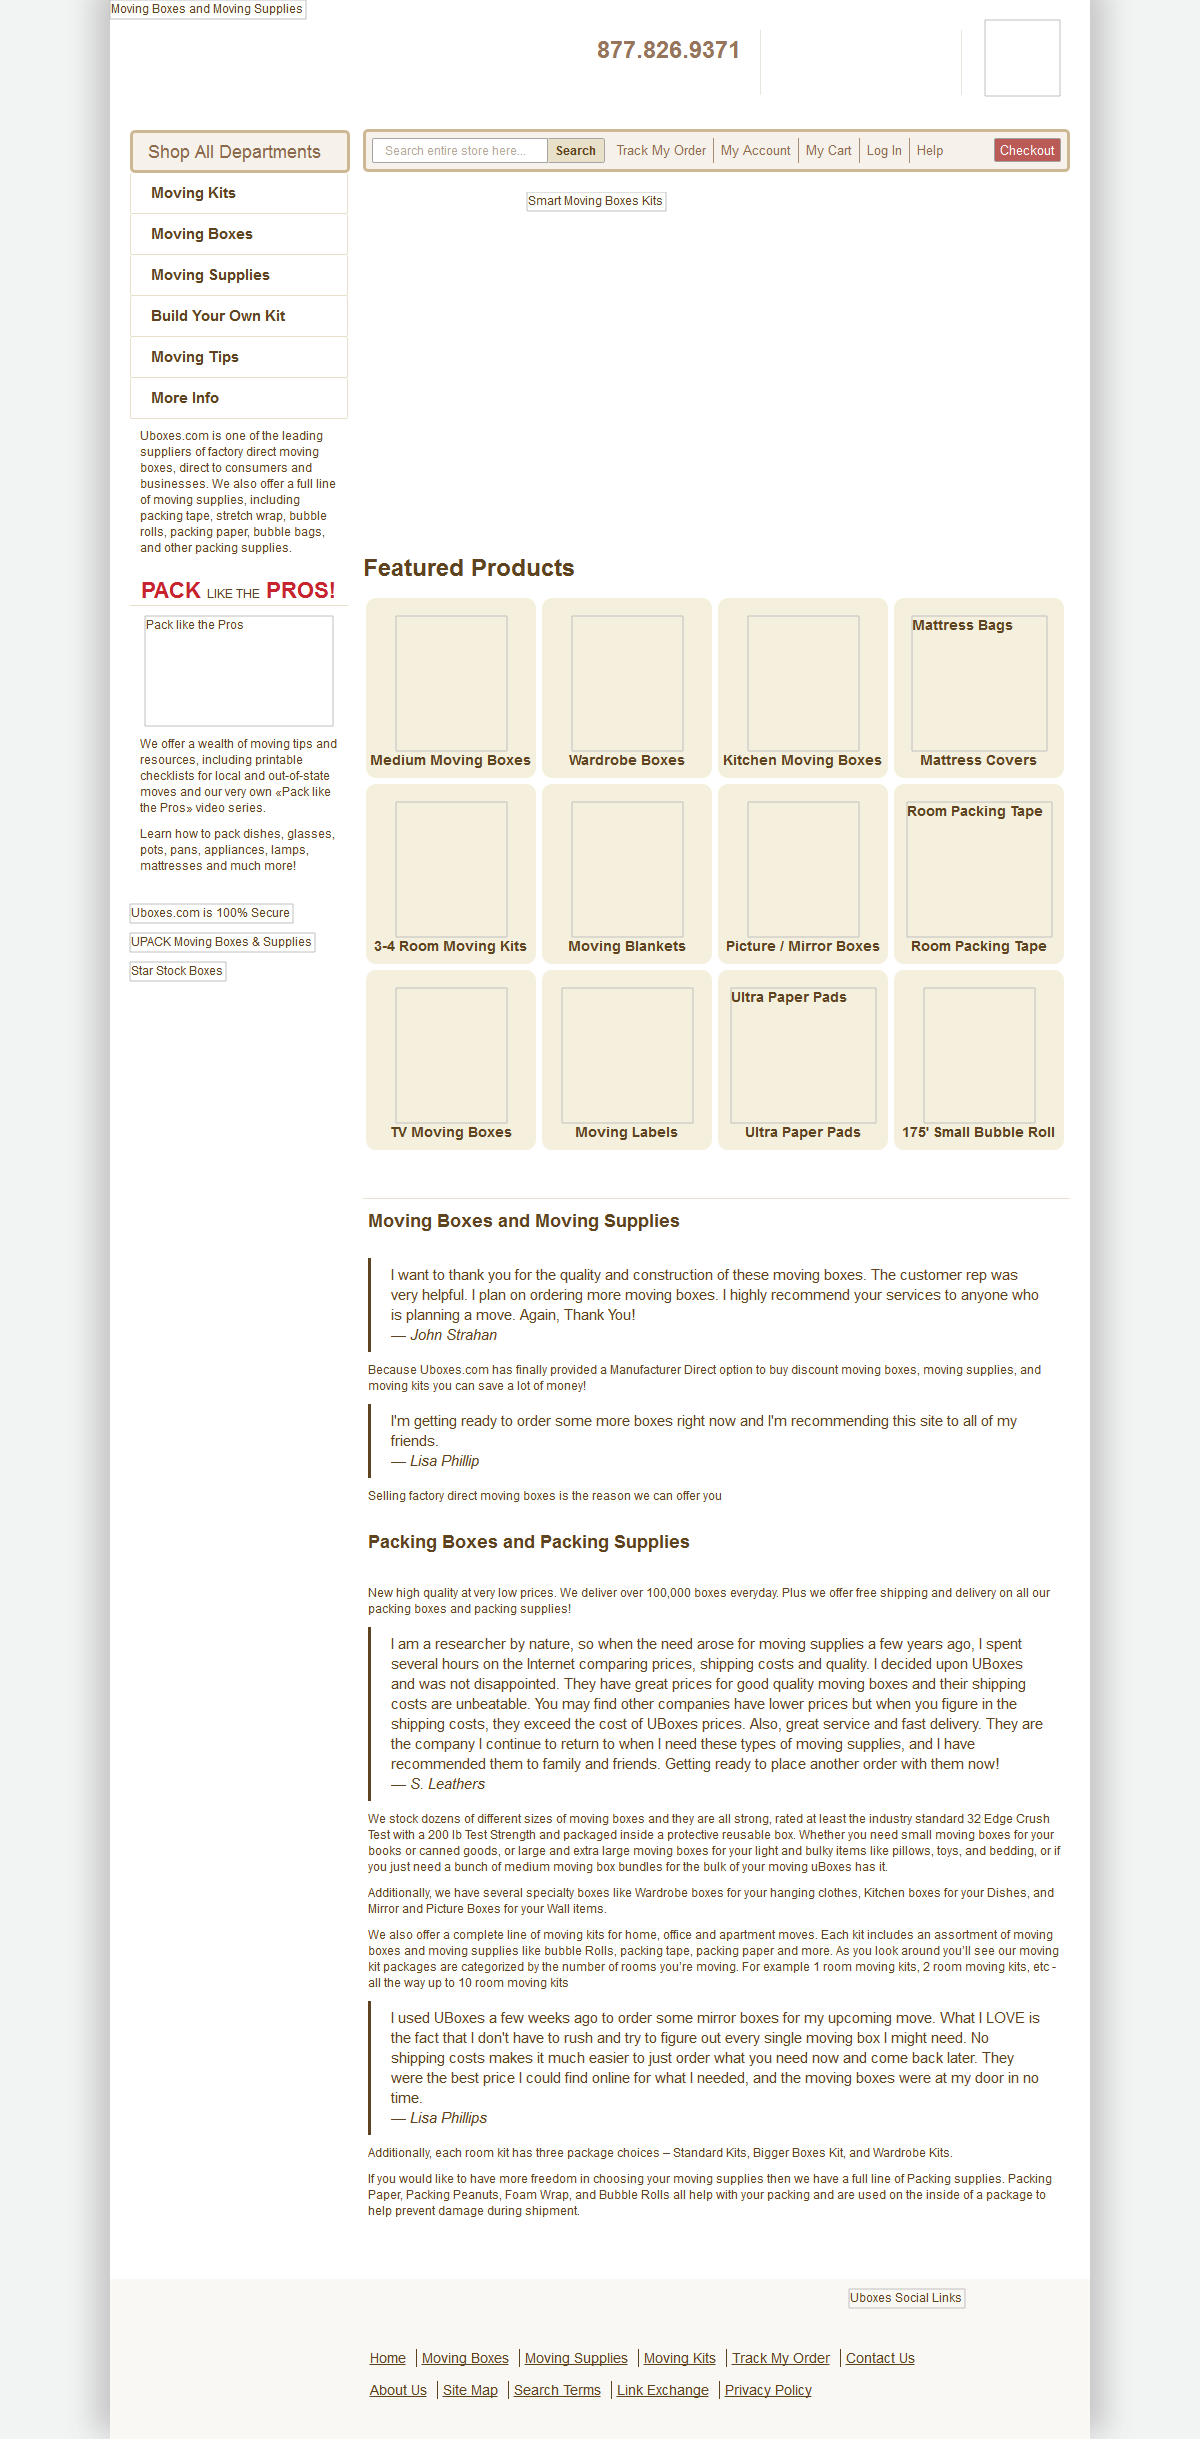 Moving Boxes and Moving Supplies
877.826.9371
Shop All Departments
Search entire store here...
Search
Track My Order
My Account
My Cart
Log In
Help
Checkout
Moving Kits
Moving Boxes
Moving Supplies
Build Your Own Kit
Moving Tips
More Info
Uboxes.com is one of the leading
suppliers of factory direct moving
boxes, direct to consumers and
businesses. We also offer a full line
of moving supplies, including
packing tape, stretch wrap, bubble
rolls, packing paper, bubble bags,
and other packing supplies.
PACK LIKE THE PROS!
Pack like the Pros
We offer a wealth of moving tips and
resources, including printable
checklists for local and out-of-state
moves and our very own «Pack like
the Pros» video series.
Learn how to pack dishes, glasses,
pots, pans, appliances, lamps,
mattresses and much more!
Uboxes.com is 100% Secure
UPACK Moving Boxes & Supplies
Star Stock Boxes
Smart Moving Boxes Kits
Featured Products
Mattress Bags
Medium Moving Boxes
Wardrobe Boxes
Kitchen Moving Boxes
Mattress Covers
Room Packing Tape
3-4 Room Moving Kits
Moving Blankets
Picture / Mirror Boxes
Room Packing Tape
Ultra Paper Pads
TV Moving Boxes
Moving Labels
Ultra Paper Pads
175' Small Bubble Roll
Moving Boxes and Moving Supplies
I want to thank you for the quality and construction of these moving boxes. The customer rep was
very helpful. I plan on ordering more moving boxes. I highly recommend your services to anyone who
is planning a move. Again, Thank You!
— John Strahan
Because Uboxes.com has finally provided a Manufacturer Direct option to buy discount moving boxes, moving supplies, and
moving kits you can save a lot of money!
I'm getting ready to order some more boxes right now and I'm recommending this site to all of my
friends.
— Lisa Phillip
Selling factory direct moving boxes is the reason we can offer you
Packing Boxes and Packing Supplies
New high quality at very low prices. We deliver over 100,000 boxes everyday. Plus we offer free shipping and delivery on all our
packing boxes and packing supplies!
I am a researcher by nature, so when the need arose for moving supplies a few years ago, I spent
several hours on the Internet comparing prices, shipping costs and quality. I decided upon UBoxes
and was not disappointed. They have great prices for good quality moving boxes and their shipping
costs are unbeatable. You may find other companies have lower prices but when you figure in the
shipping costs, they exceed the cost of UBoxes prices. Also, great service and fast delivery. They are
the company I continue to return to when I need these types of moving supplies, and I have
recommended them to family and friends. Getting ready to place another order with them now!
— S. Leathers
We stock dozens of different sizes of moving boxes and they are all strong, rated at least the industry standard 32 Edge Crush
Test with a 200 lb Test Strength and packaged inside a protective reusable box. Whether you need small moving boxes for your
books or canned goods, or large and extra large moving boxes for your light and bulky items like pillows, toys, and bedding, or if
you just need a bunch of medium moving box bundles for the bulk of your moving uBoxes has it.
Additionally, we have several specialty boxes like Wardrobe boxes for your hanging clothes, Kitchen boxes for your Dishes, and
Mirror and Picture Boxes for your Wall items.
We also offer a complete line of moving kits for home, office and apartment moves. Each kit includes an assortment of moving
boxes and moving supplies like bubble Rolls, packing tape, packing paper and more. As you look around you'll see our moving
kit packages are categorized by the number of rooms you're moving. For example 1 room moving kits, 2 room moving kits, etc -
all the way up to 10 room moving kits
I used UBoxes a few weeks ago to order some mirror boxes for my upcoming move. What I LOVE is
the fact that I don't have to rush and try to figure out every single moving box I might need. No
shipping costs makes it much easier to just order what you need now and come back later. They
were the best price I could find online for what I needed, and the moving boxes were at my door in no
time.
— Lisa Phillips
Additionally, each room kit has three package choices – Standard Kits, Bigger Boxes Kit, and Wardrobe Kits.
If you would like to have more freedom in choosing your moving supplies then we have a full line of Packing supplies. Packing
Paper, Packing Peanuts, Foam Wrap, and Bubble Rolls all help with your packing and are used on the inside of a package to
help prevent damage during shipment.
Uboxes Social Links
Home
Moving Boxes
Moving Supplies
Moving Kits
Track My Order
Contact Us
About Us
Site Map
Search Terms
Link Exchange
Privacy Policy